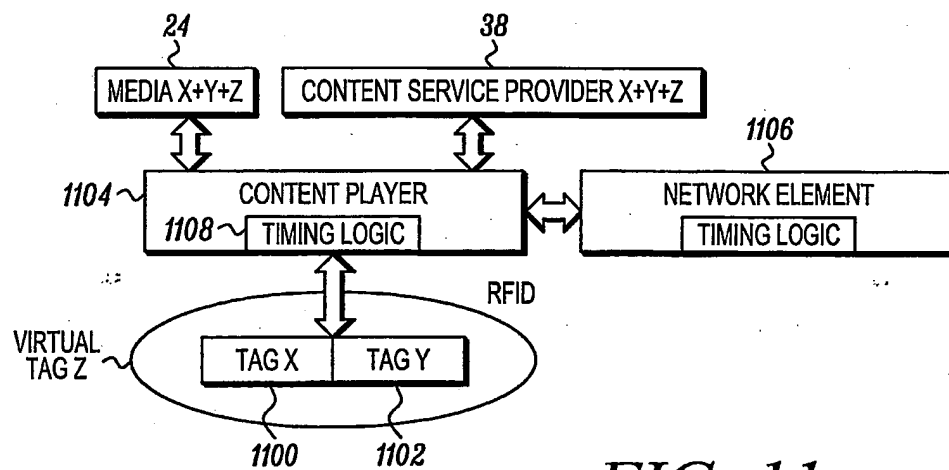 24
38
MEDIA X+Y+Z
CONTENT SERVICE PROVIDER X+Y+Z
1106
1104
CONTENT PLAYER
NETWORK ELEMENT
1108
TIMING LOGIC
TIMING LOGIC
RFID
VIRTUAL
TAG Z
TAG X
TAG Y
1100
1102
FIG. 11